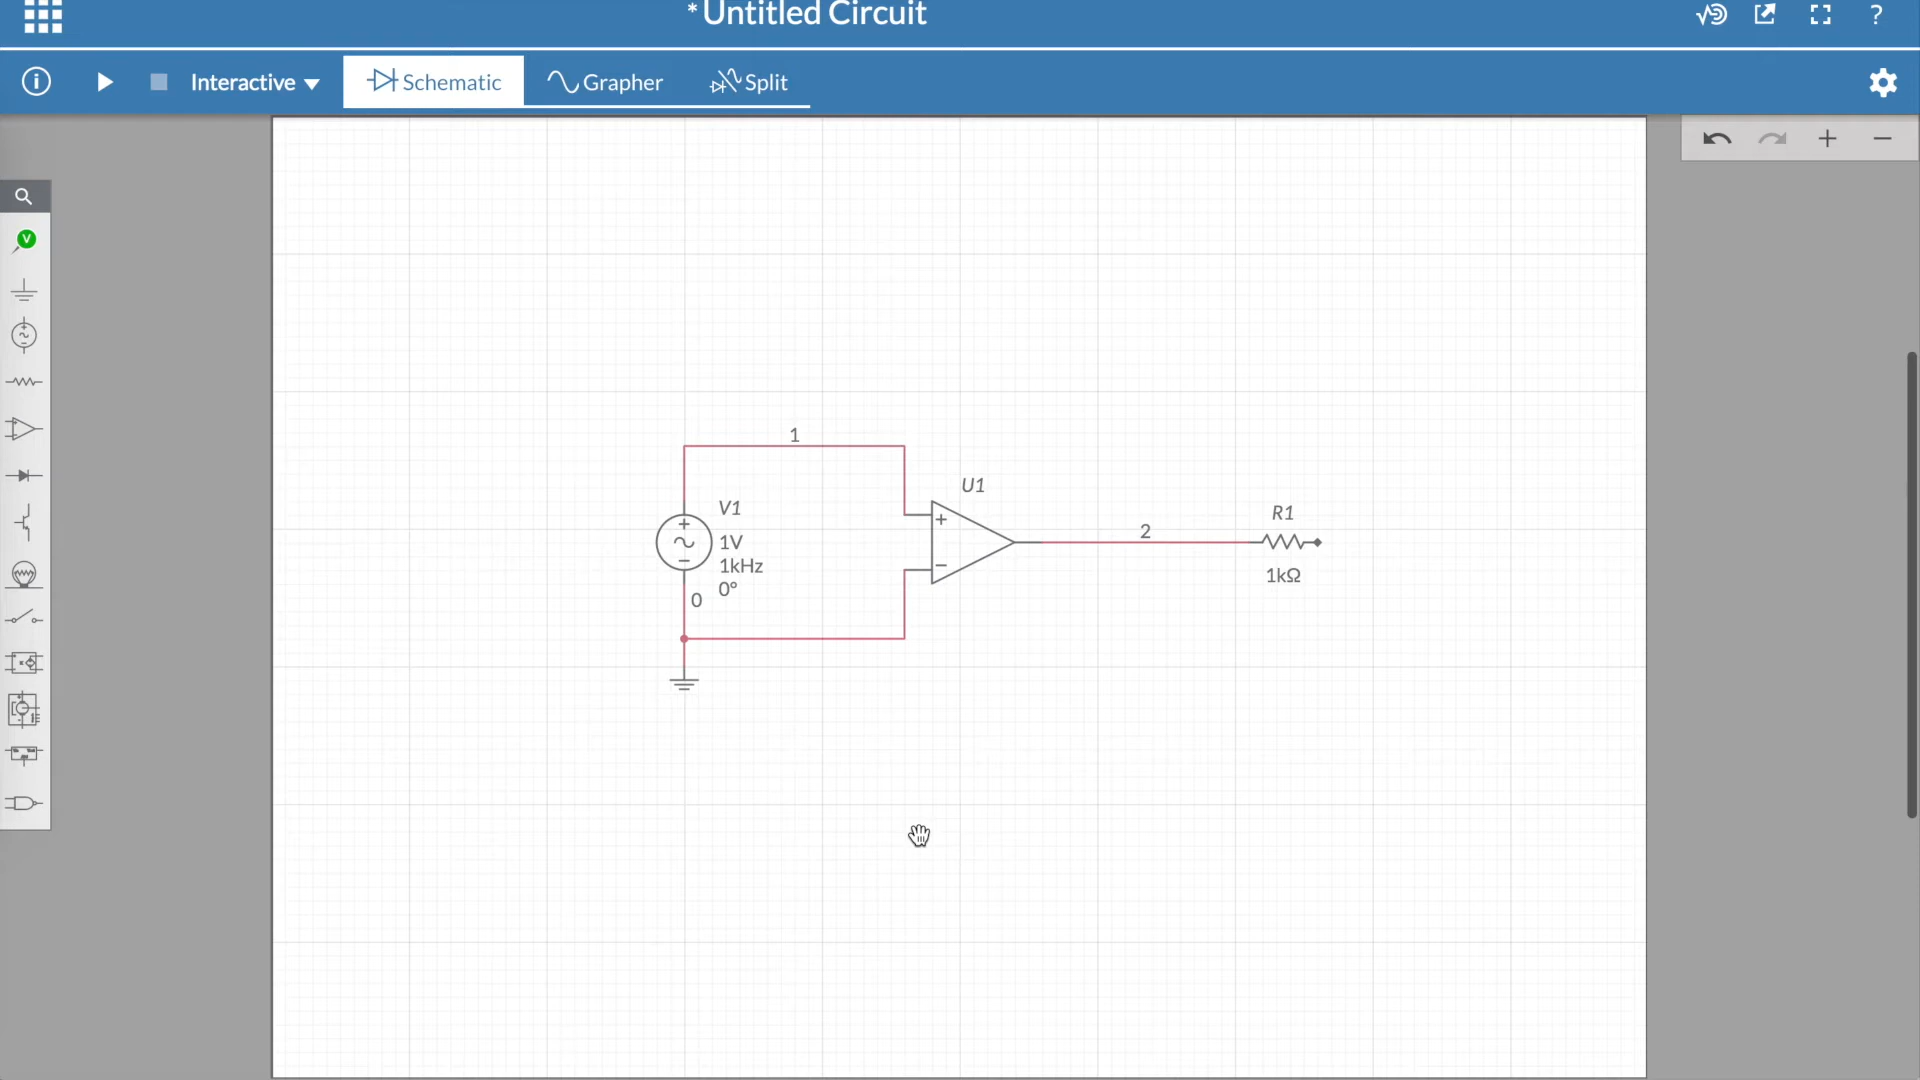 *Untitled Circuit
?
i
Interactive
Schematic
Grapher
Split
V
1
U1
V1
+
1V
1kHz
0°
0
2
R1
1kΩ